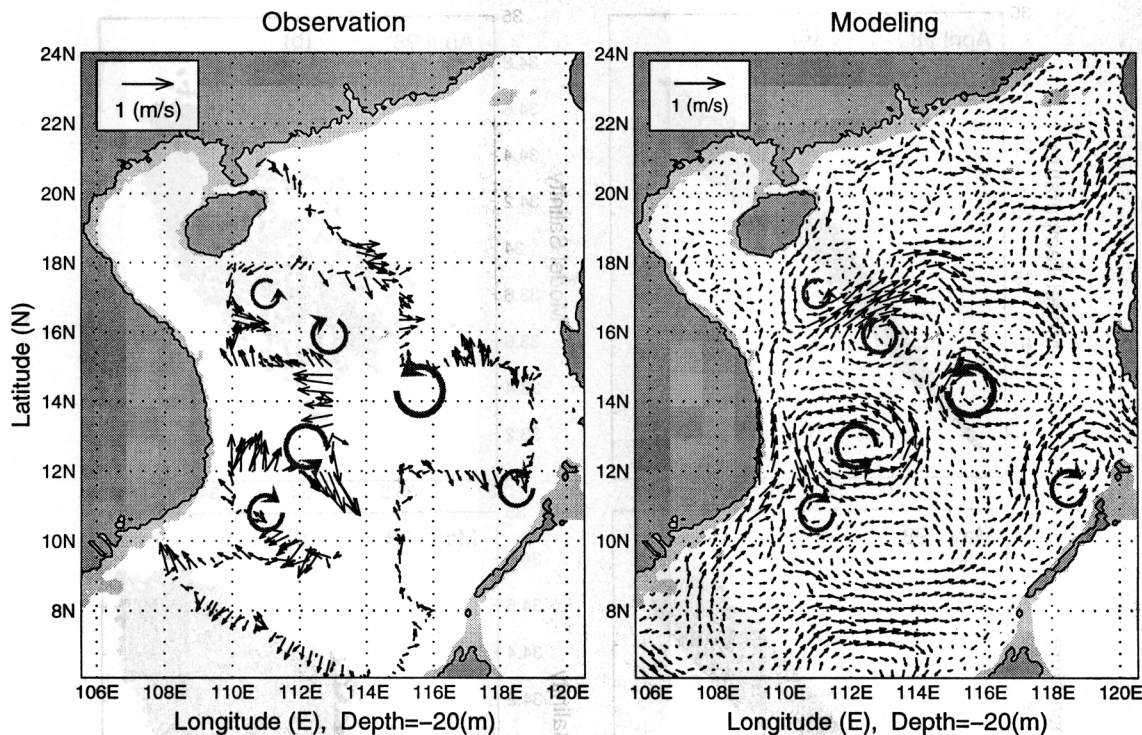 Observation
Modeling
1 (m/s)
1 (m/s)
24N
22N
20N
18N
16N
14N
12N
10N
8N
24N
22N
20N
18N
16N
14N
12N
10N
8N
Latitude (N)
106E 108E 110E 112E 114E 116E 118E 120E
106E 108E 110E 112E 114E 116E 118E 120E
Longitude (E), Depth=−20(m)
Longitude (E), Depth=−20(m)